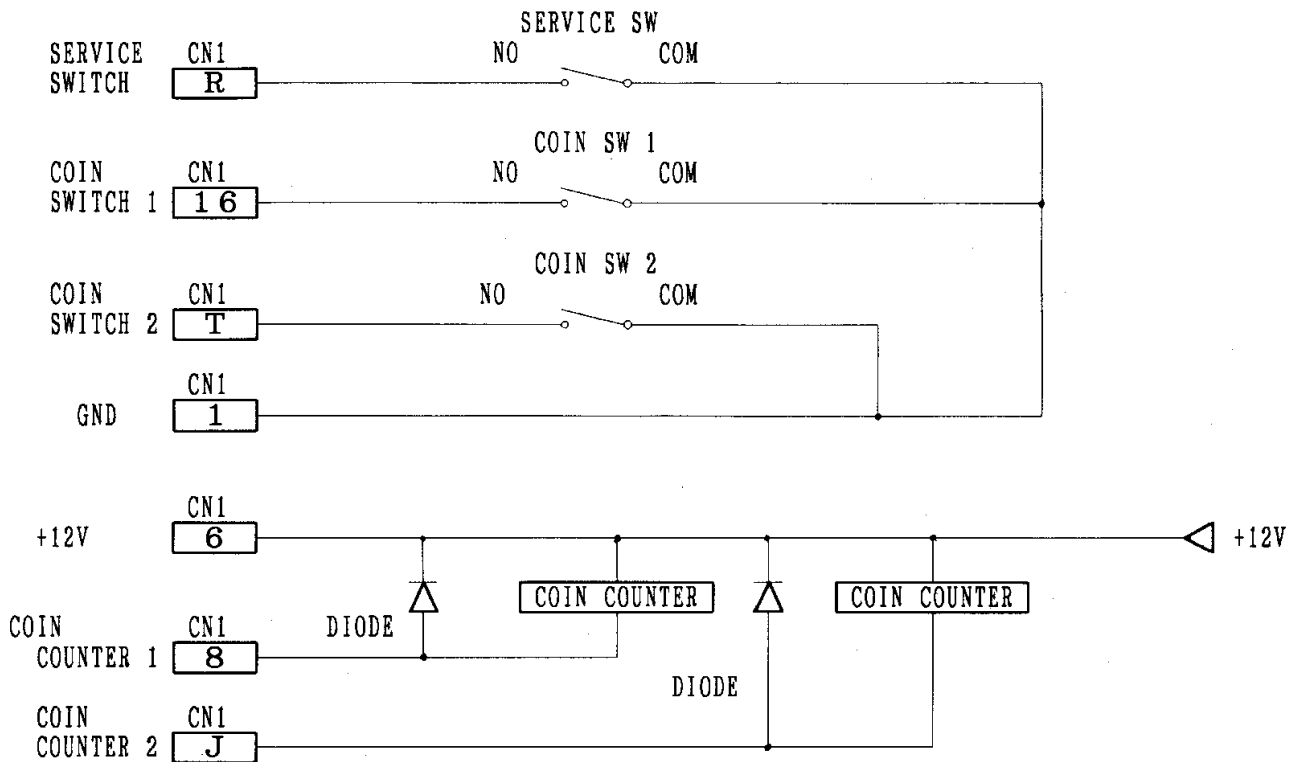 SERVICE SW
SERVICE CN1 NO COM
SWITCH R
COIN SW 1
COIN CN1 NO COM
SWITCH 1 16
COIN SW 2
COIN CN1 NO COM
SWITCH 2 T
CN1
GND 1
CN1
+12V 6 +12V
COIN COUNTER COIN COUNTER
COIN CN1 DIODE
COUNTER 1 8
DIODE
COIN CN1
COUNTER 2 J